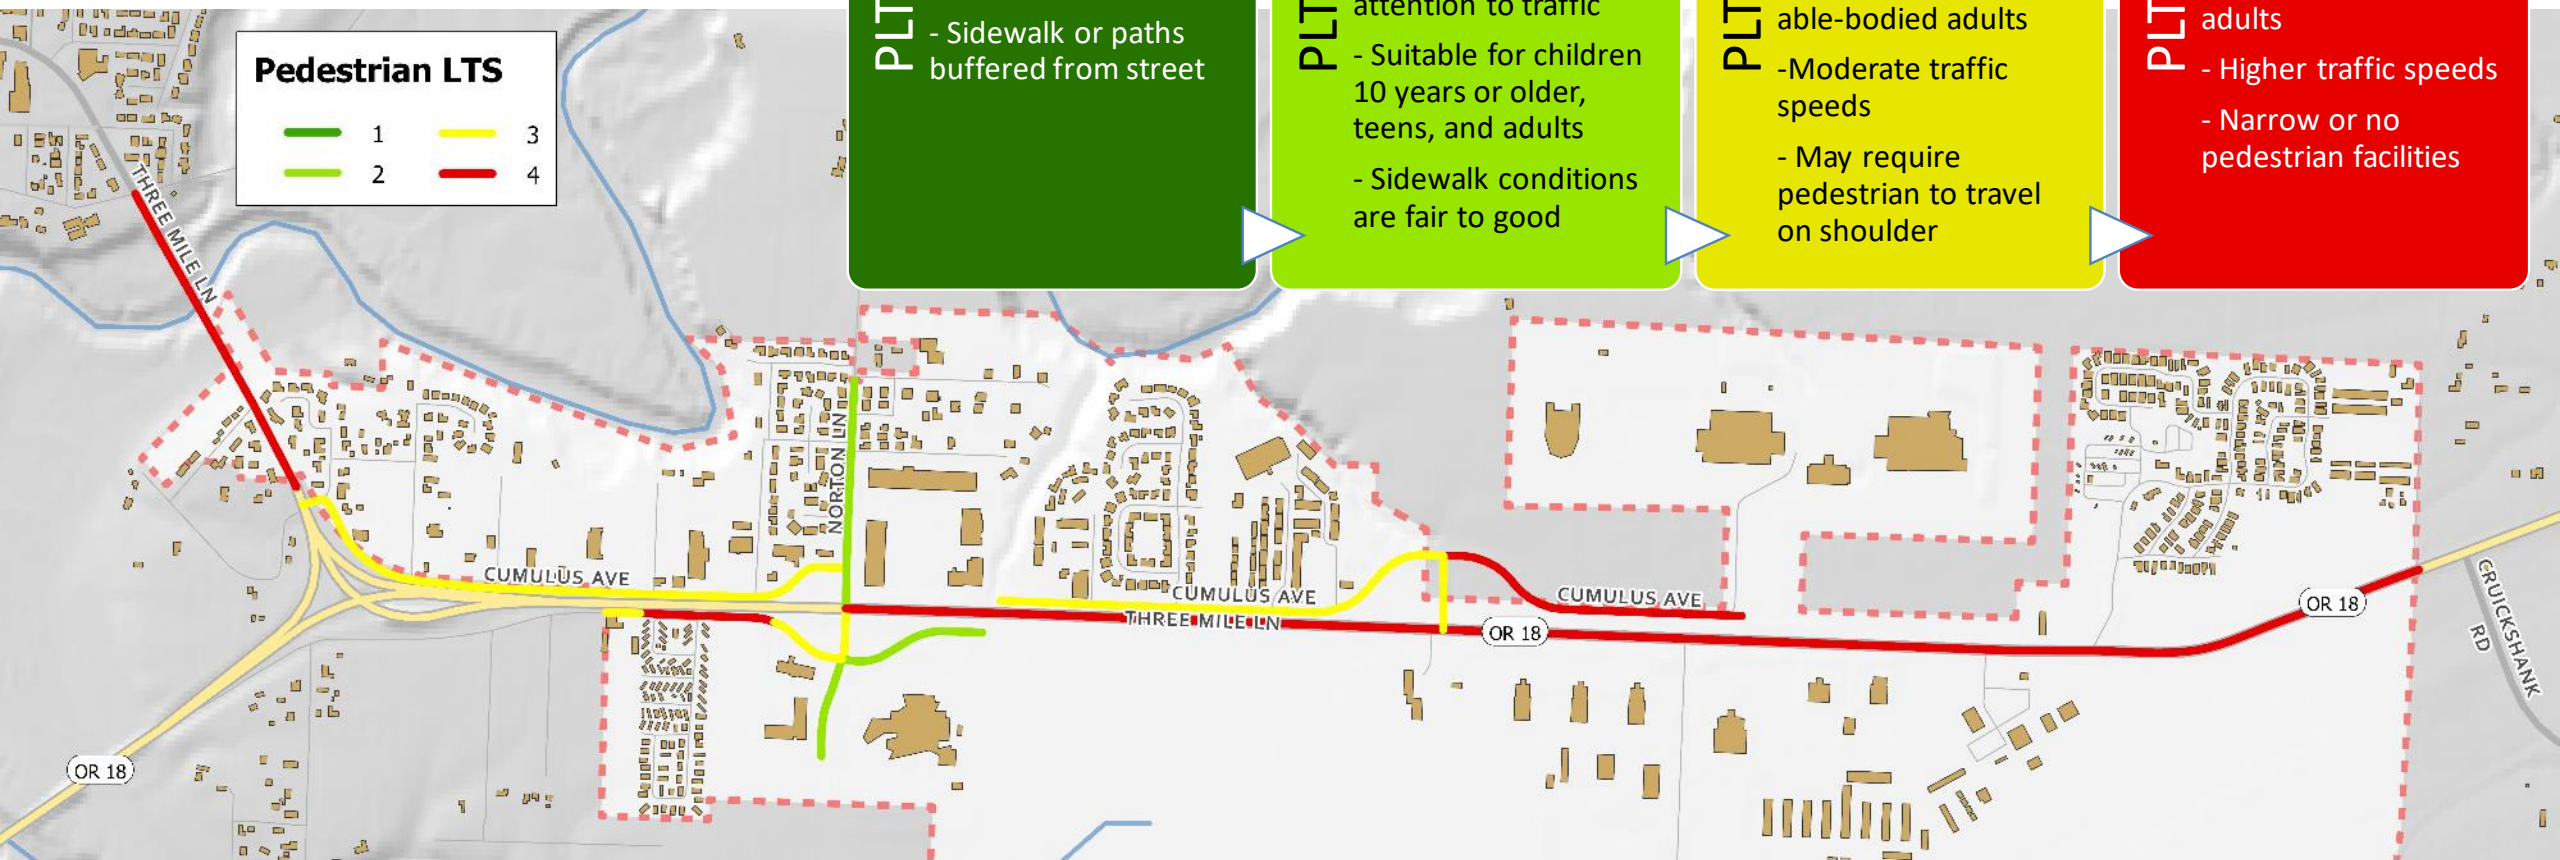 PLT
- Sidewalk or paths
buffered from street
PLT
attention to traffic
- Suitable for children
10 years or older,
teens, and adults
- Sidewalk conditions
are fair to good
PLT
able-bodied adults
-Moderate traffic
speeds
- May require
pedestrian to travel
on shoulder
PLT
adults
- Higher traffic speeds
- Narrow or no
pedestrian facilities
Pedestrian LTS
1
3
2
4
THREE MILE LN
NORTON LN
CUMULUS AVE
CUMULUS AVE
CUMULUS AVE
THREE MILE LN
OR 18
OR 18
CRUICKSHANK
RD
OR 18